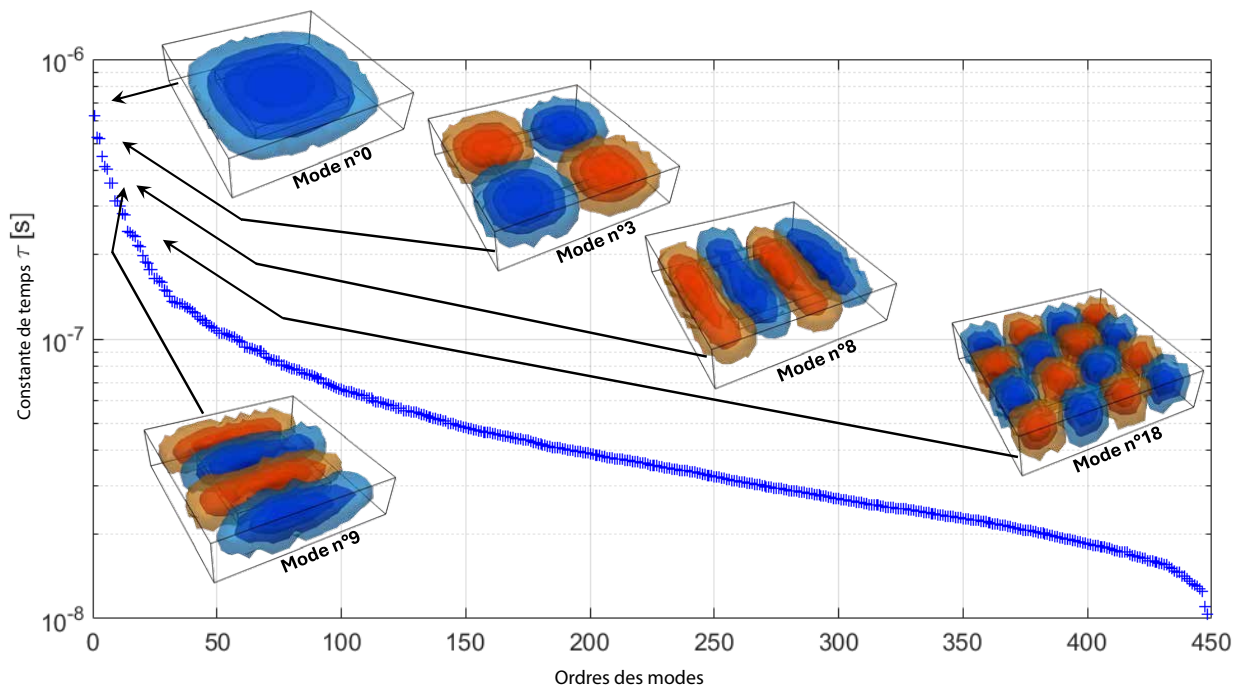 10-6
Mode n°0
Mode n°3
Mode n°8
Mode n°18
Constante de temps τ [s]
10-7
Mode n°9
10-8
0 50 100 150 200 250 300 350 400 450
Ordres des modes